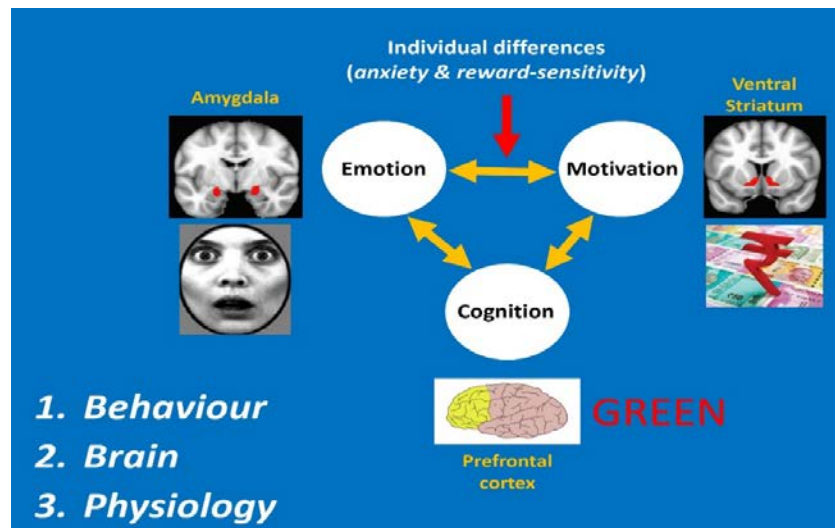 Individual differences
(anxiety & reward-sensitivity)
Amygdala
Ventral
Striatum
Emotion
Motivation
Cognition
GREEN
Prefrontal
cortex
1. Behaviour
2. Brain
3. Physiology